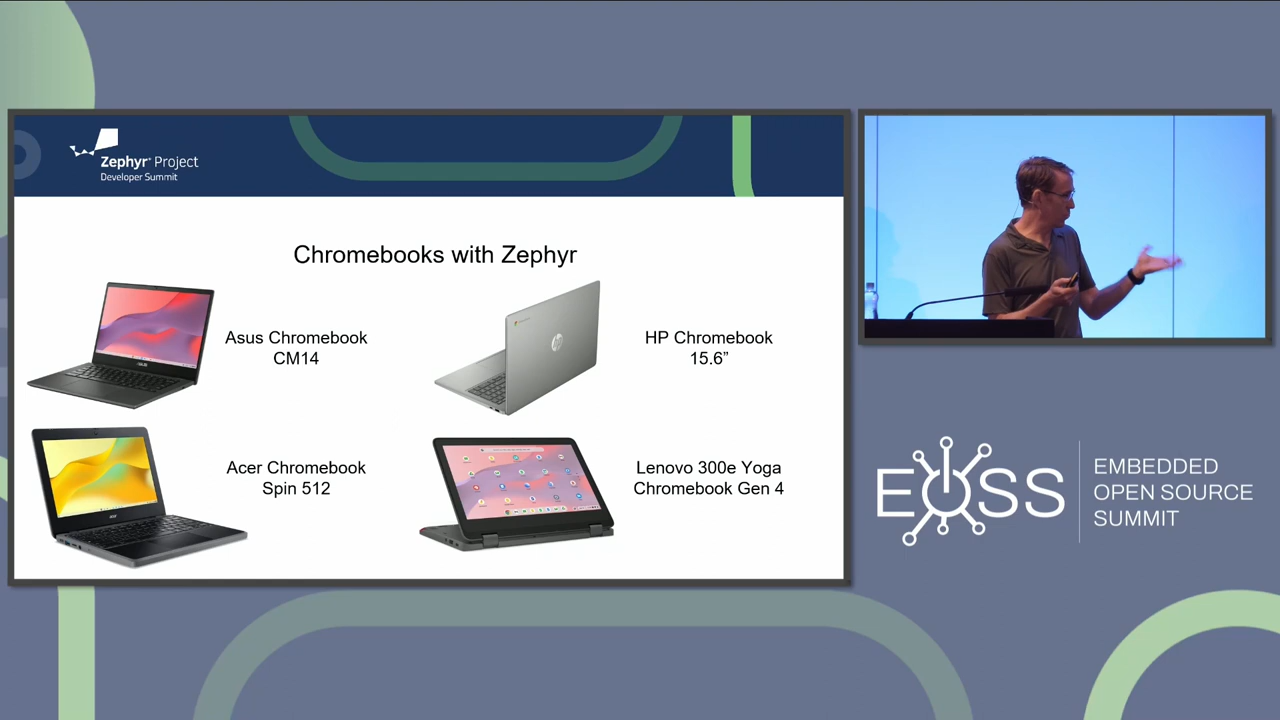 Zephyr® Project
Developer Summit
Chromebooks with Zephyr
Asus Chromebook
CM14
HP Chromebook
15.6”
Acer Chromebook
Spin 512
Lenovo 300e Yoga
Chromebook Gen 4
EOSS
EMBEDDED
OPEN SOURCE
SUMMIT